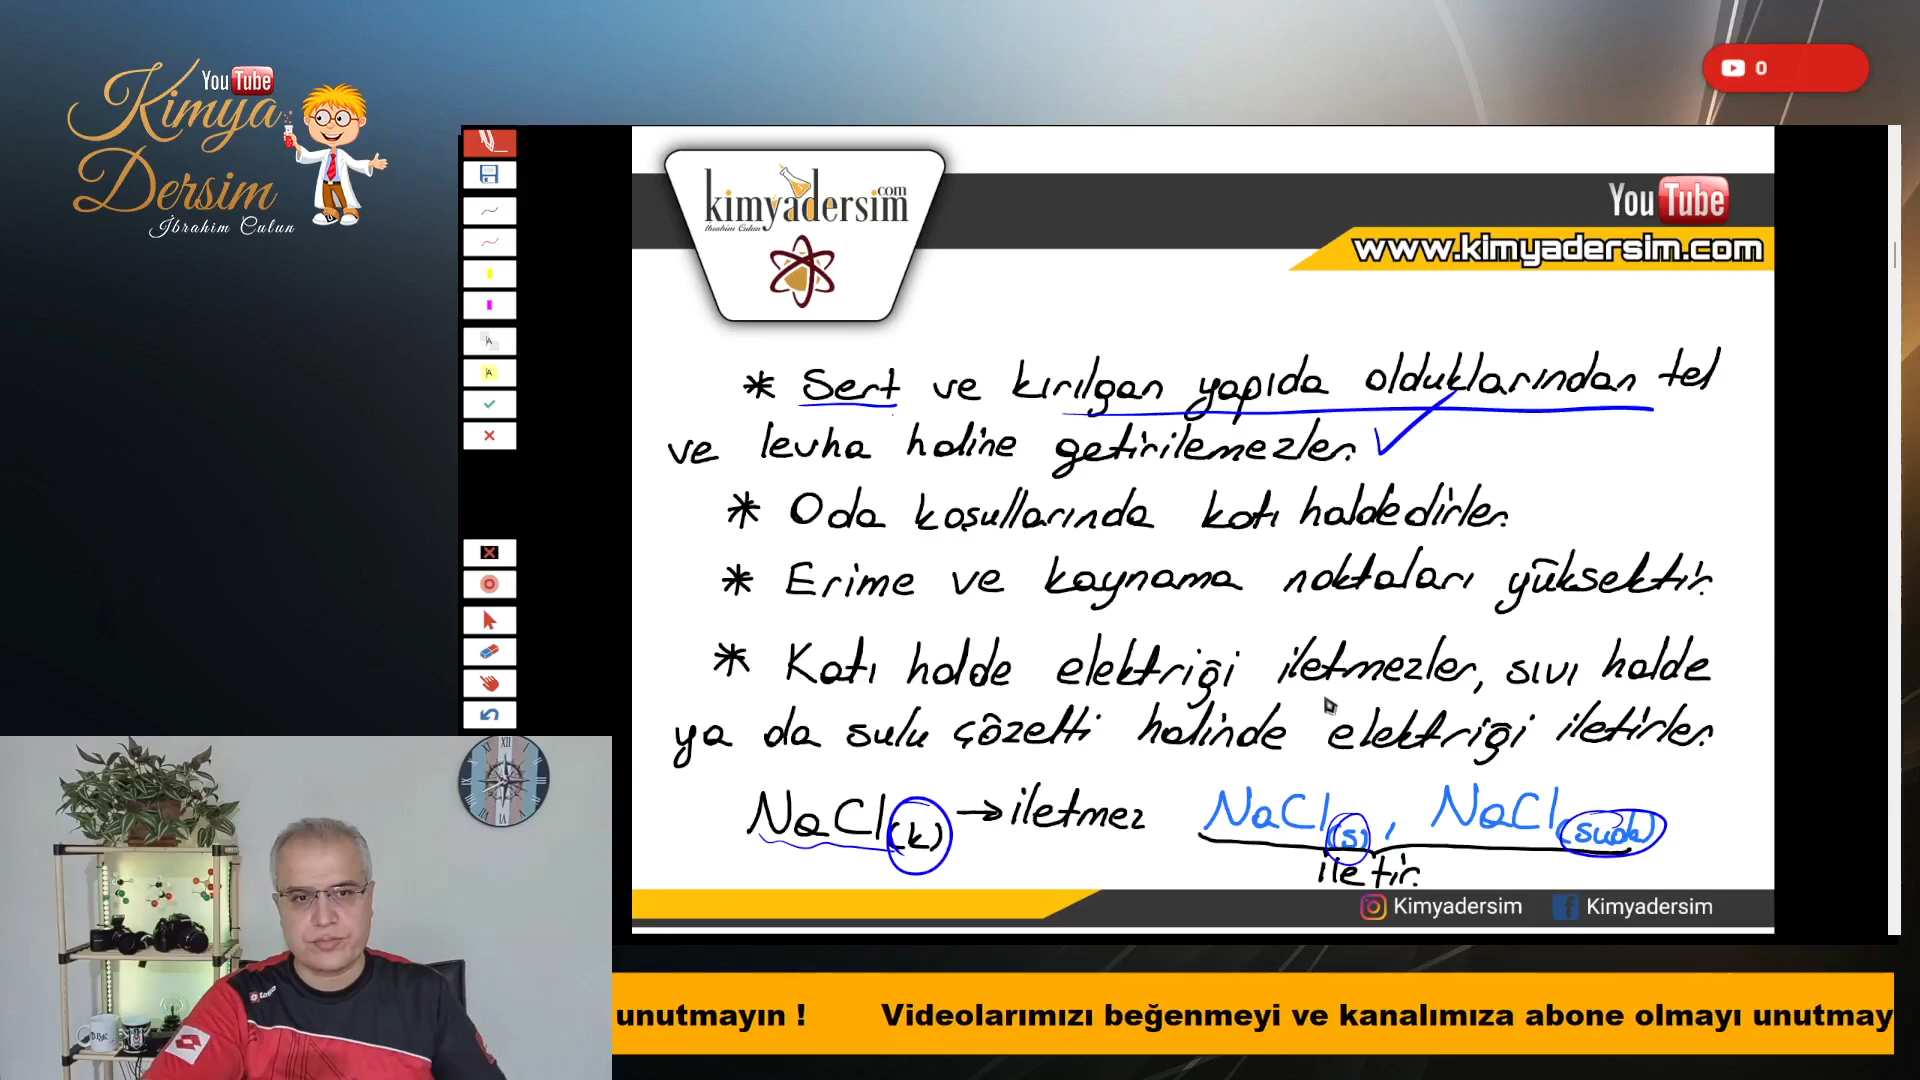 You Tube
Kimya
Dersim
İbrahim Culun
0
kimyadersim
.com
İbrahim Culun
You Tube
www.kimyadersim.com
* Sert ve kırılgan yapıda olduklarından tel
ve levha haline getirilemezler.
* Oda koşullarında katı haldedirler.
* Erime ve kaynama noktaları yüksektir.
* Katı halde elektriği iletmezler, sıvı halde
ya da sulu çözelti halinde elektriği iletirler.
NaCl(k) → iletmez NaCl(s), NaCl(suda)
iletir.
Kimyadersim Kimyadersim
unutmayın ! Videolarımızı beğenmeyi ve kanalımıza abone olmayı unutmay